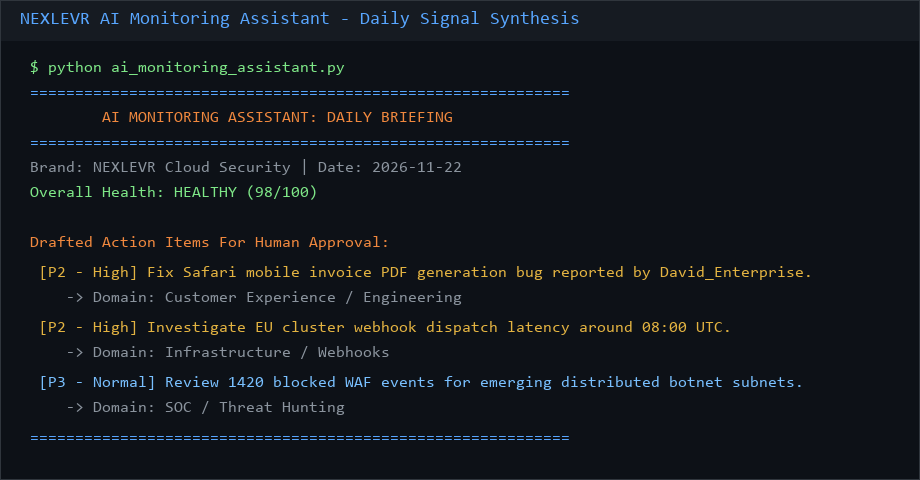 NEXLEVR AI Monitoring Assistant - Daily Signal Synthesis
$ python ai_monitoring_assistant.py
============================================================
AI MONITORING ASSISTANT: DAILY BRIEFING
============================================================
Brand: NEXLEVR Cloud Security | Date: 2026-11-22
Overall Health: HEALTHY (98/100)
Drafted Action Items For Human Approval:
[P2 - High] Fix Safari mobile invoice PDF generation bug reported by David_Enterprise.
-> Domain: Customer Experience / Engineering
[P2 - High] Investigate EU cluster webhook dispatch latency around 08:00 UTC.
-> Domain: Infrastructure / Webhooks
[P3 - Normal] Review 1420 blocked WAF events for emerging distributed botnet subnets.
-> Domain: SOC / Threat Hunting
============================================================